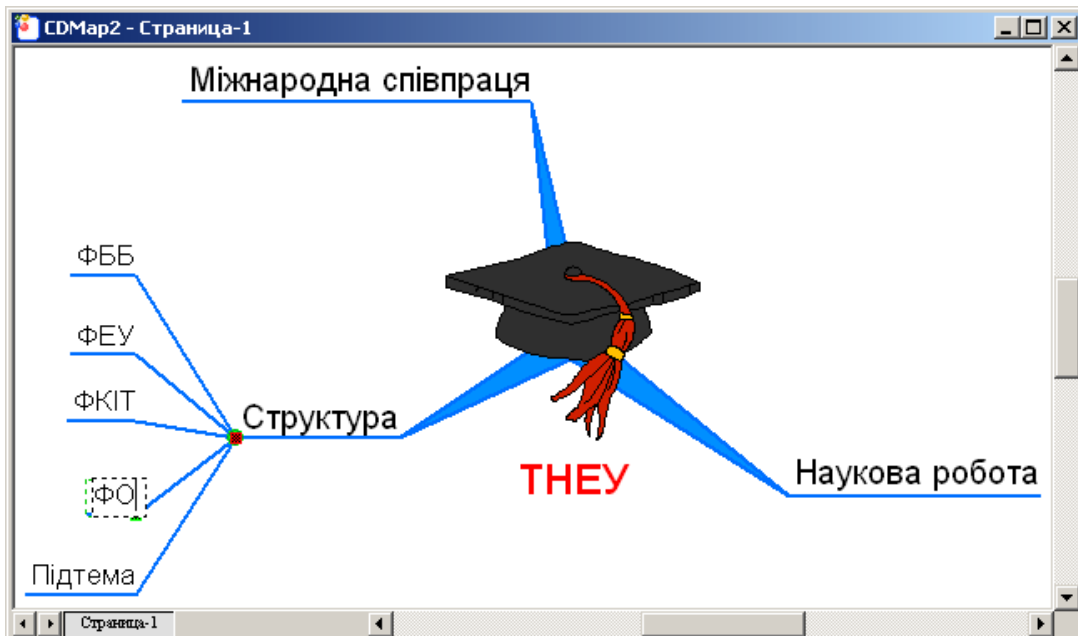 CDMap2 - Страница-1
Міжнародна співпраця
ФББ
ФЕУ
ФКІТ
Структура
ФО
ТНЕУ
Наукова робота
Підтема
Страница-1